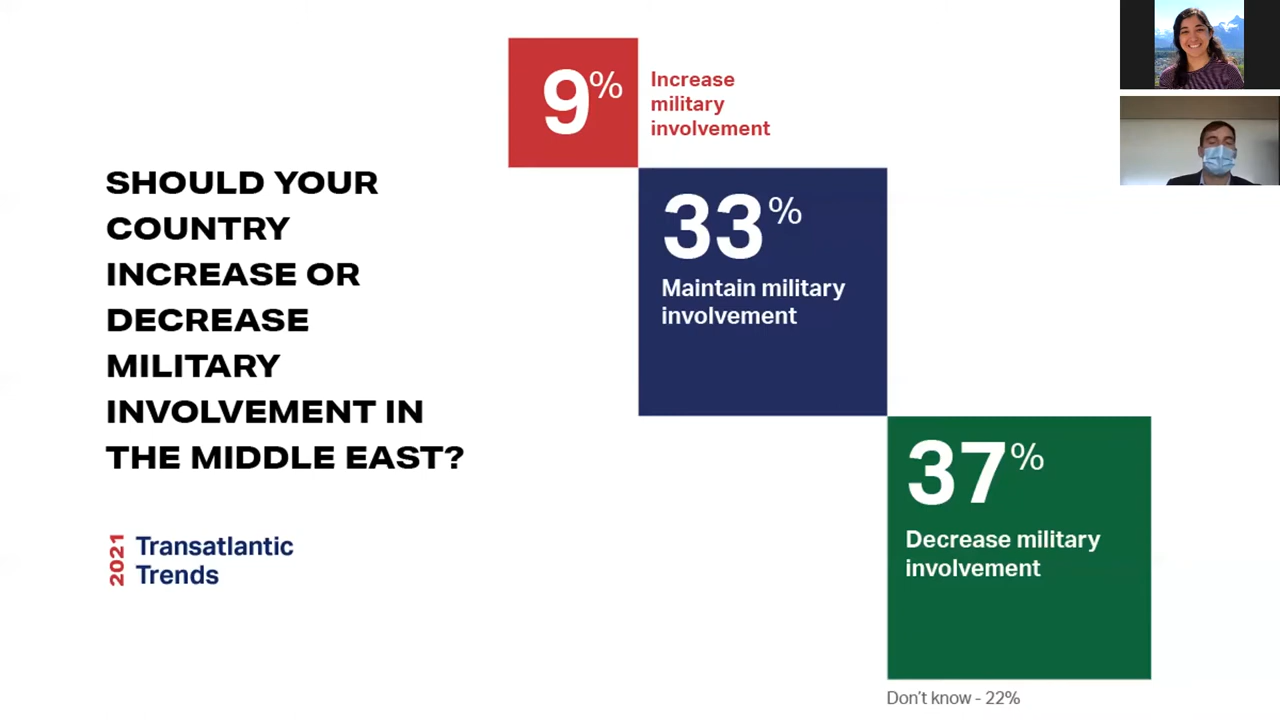 SHOULD YOUR
COUNTRY
INCREASE OR
DECREASE
MILITARY
INVOLVEMENT IN
THE MIDDLE EAST?
2021
Transatlantic
Trends
9%
Increase
military
involvement
33%
Maintain military
involvement
37%
Decrease military
involvement
Don't know - 22%